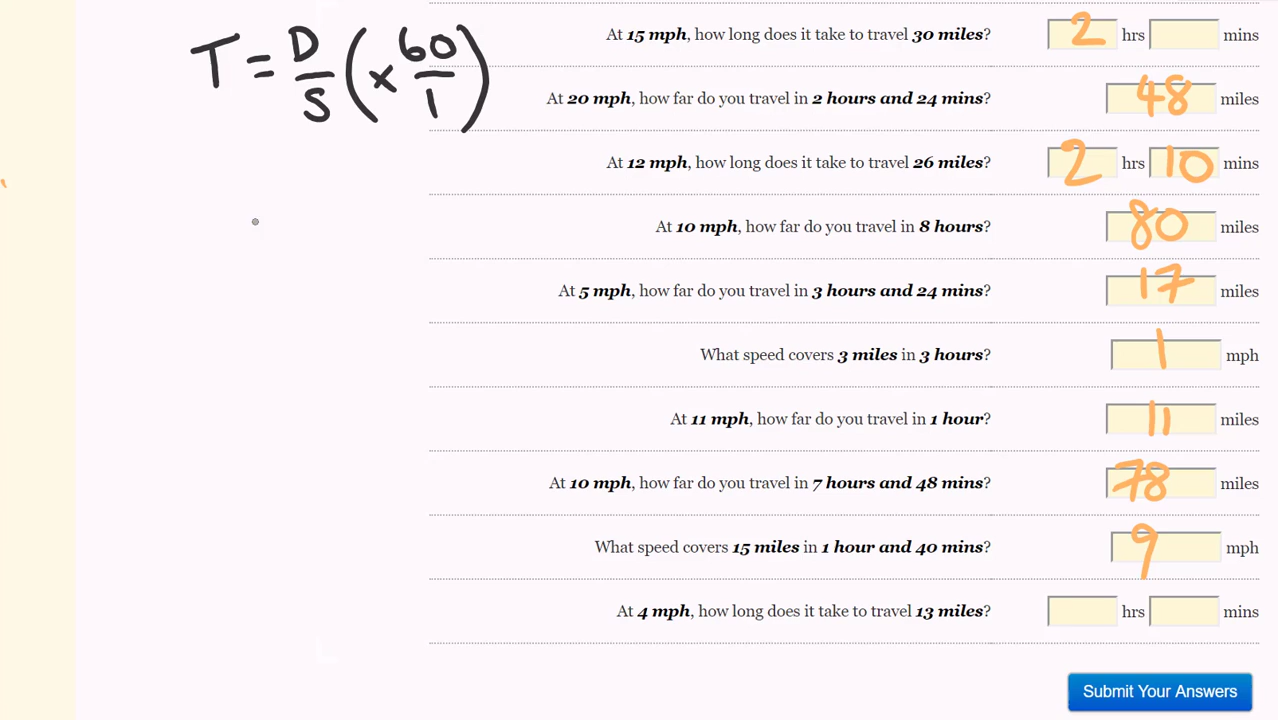 T = D/S (× 60/1)
At 15 mph, how long does it take to travel 30 miles? 2 hrs mins
At 20 mph, how far do you travel in 2 hours and 24 mins? 48 miles
At 12 mph, how long does it take to travel 26 miles? 2 hrs 10 mins
At 10 mph, how far do you travel in 8 hours? 80 miles
At 5 mph, how far do you travel in 3 hours and 24 mins? 17 miles
What speed covers 3 miles in 3 hours? 1 mph
At 11 mph, how far do you travel in 1 hour? 11 miles
At 10 mph, how far do you travel in 7 hours and 48 mins? 78 miles
What speed covers 15 miles in 1 hour and 40 mins? 9 mph
At 4 mph, how long does it take to travel 13 miles? hrs mins
Submit Your Answers